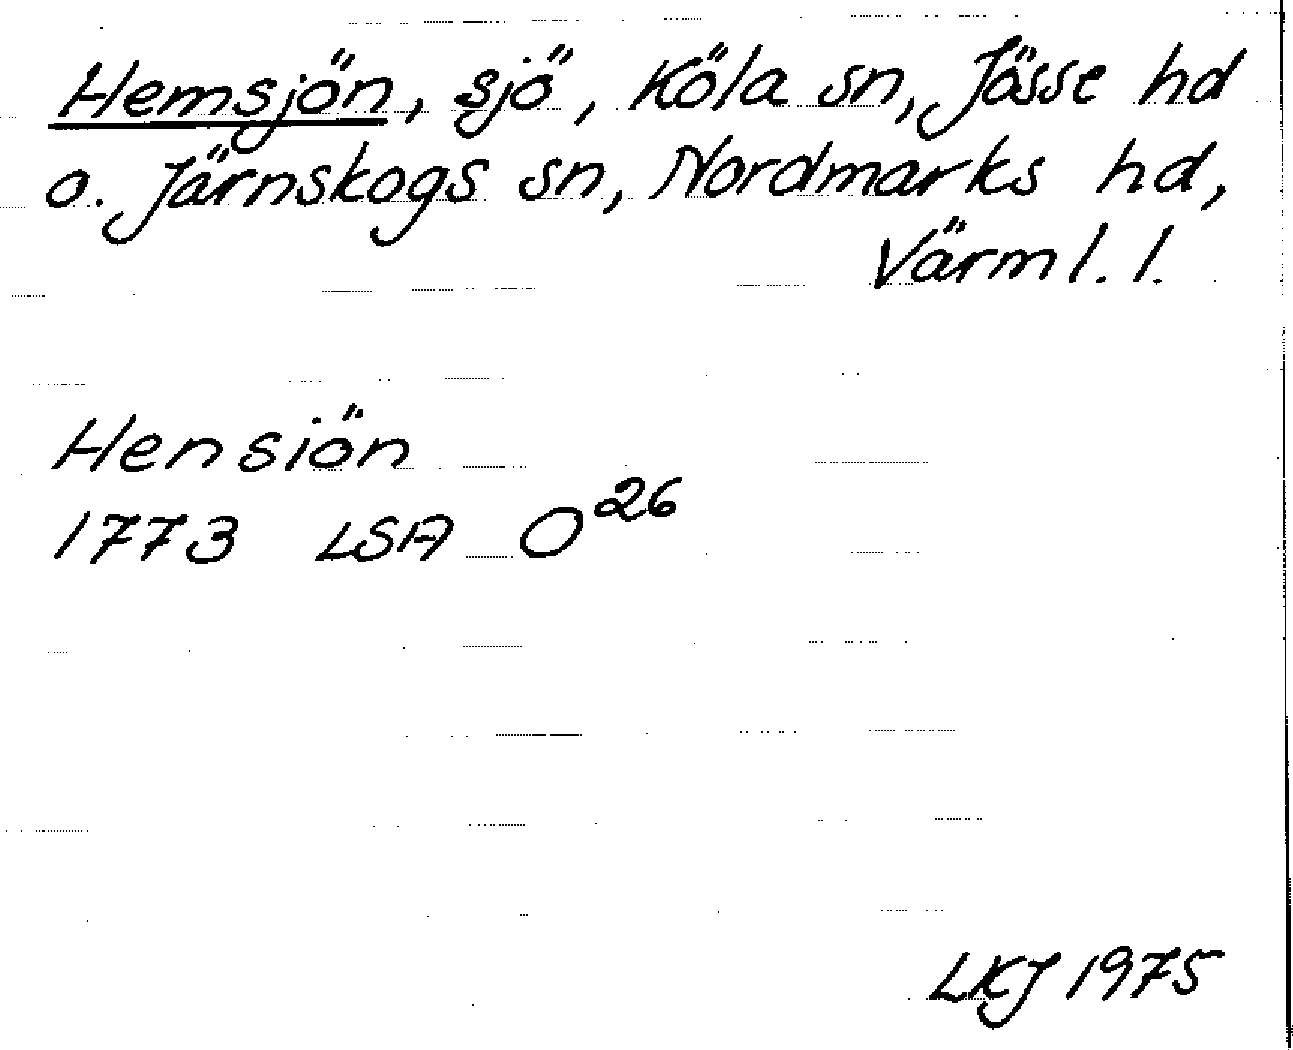 Hemsjön, sjö, Köla sn, Jösse hd
o. Järnskogs sn, Nordmarks hd,
Värml. l.
Hensiön
1773 LSA O26
LKJ 1975